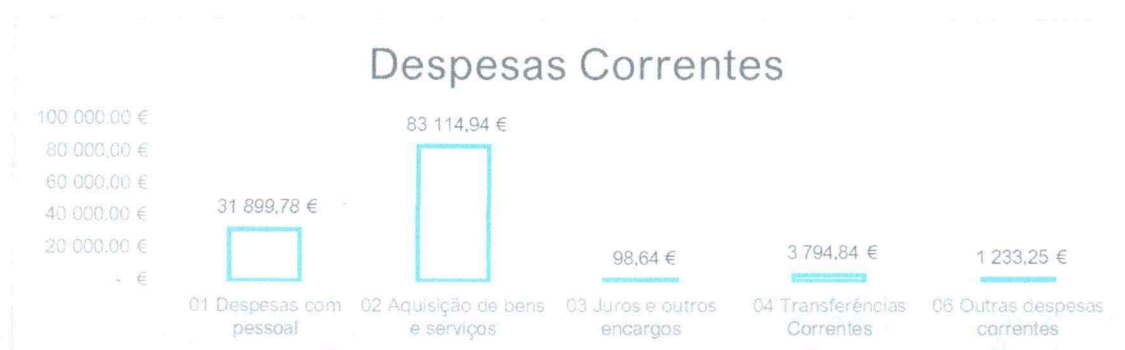 Despesas Correntes
100 000,00 €
80 000,00 €
60 000,00 €
40 000,00 €
20 000,00 €
- €
31 899,78 €
83 114,94 €
98,64 €
3 794,84 €
1 233,25 €
01 Despesas com
pessoal
02 Aquisição de bens
e serviços
03 Juros e outros
encargos
04 Transferências
Correntes
06 Outras despesas
correntes